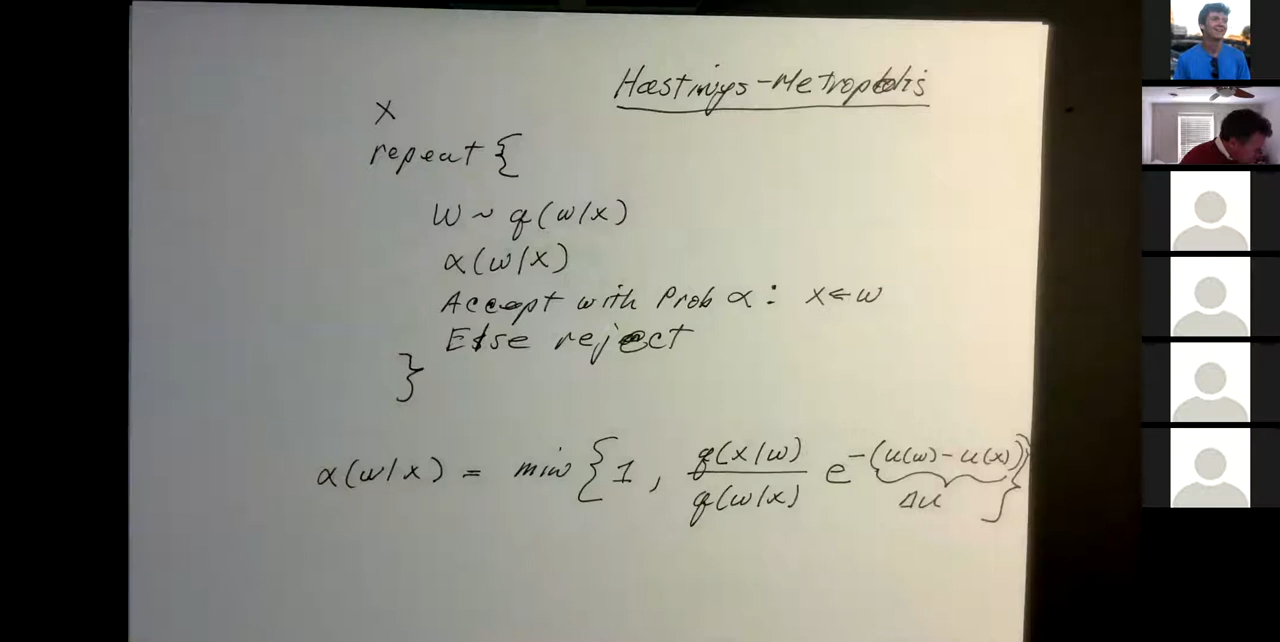 Hastings-Metropolis
x
repeat {
w ~ q(w/x)
α(w/x)
Accept with Prob α : x ← w
Else reject
}
α(w/x) = min { 1, q(x/w) / q(w/x) e^-(u(w) - u(x)) }
Δu